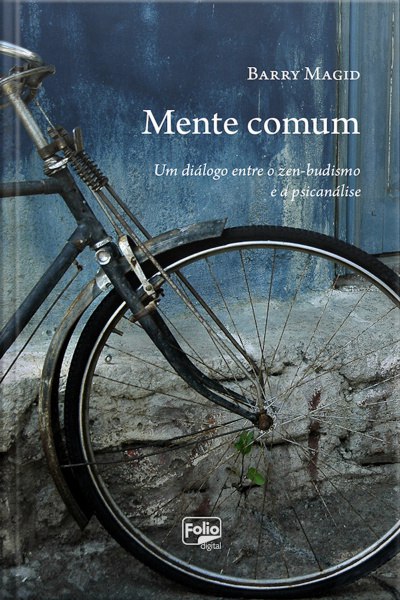 BARRY MAGID
Mente comum
Um diálogo entre o zen-budismo
e a psicanálise
Folio
digital